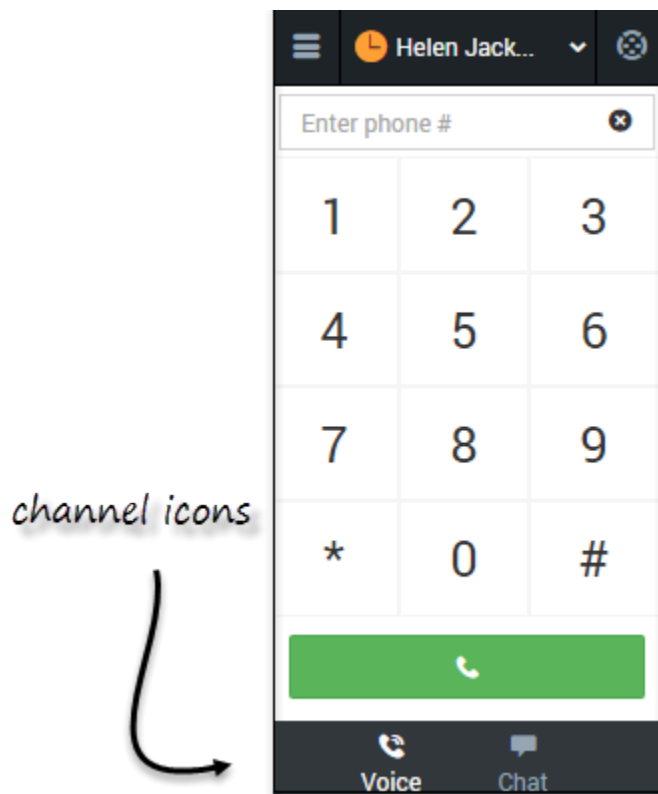 Helen Jack...
Enter phone #
1 2 3
4 5 6
7 8 9
channel icons
* 0 #
Voice Chat